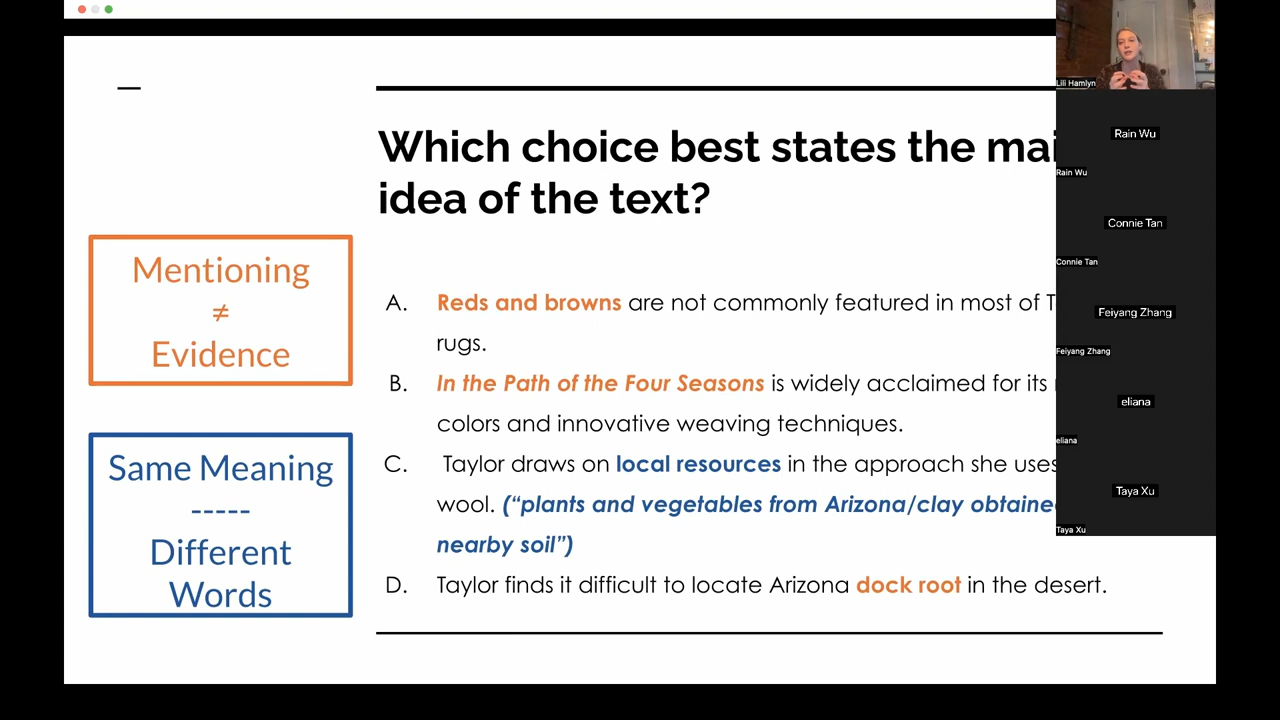 Which choice best states the
idea of the text?
Mentioning
≠
Evidence
Same Meaning
-----
Different
Words
A. Reds and browns are not commonly featured in most of
rugs.
B. In the Path of the Four Seasons is widely acclaimed for its
colors and innovative weaving techniques.
C. Taylor draws on local resources in the approach she uses
wool. (“plants and vegetables from Arizona/clay
nearby soil”)
D. Taylor finds it difficult to locate Arizona dock root in the desert.
Lili Hamlyn
Rain Wu
Rain Wu
Connie Tan
Connie Tan
Feiyang Zhang
Feiyang Zhang
eliana
eliana
Taya Xu
Taya Xu